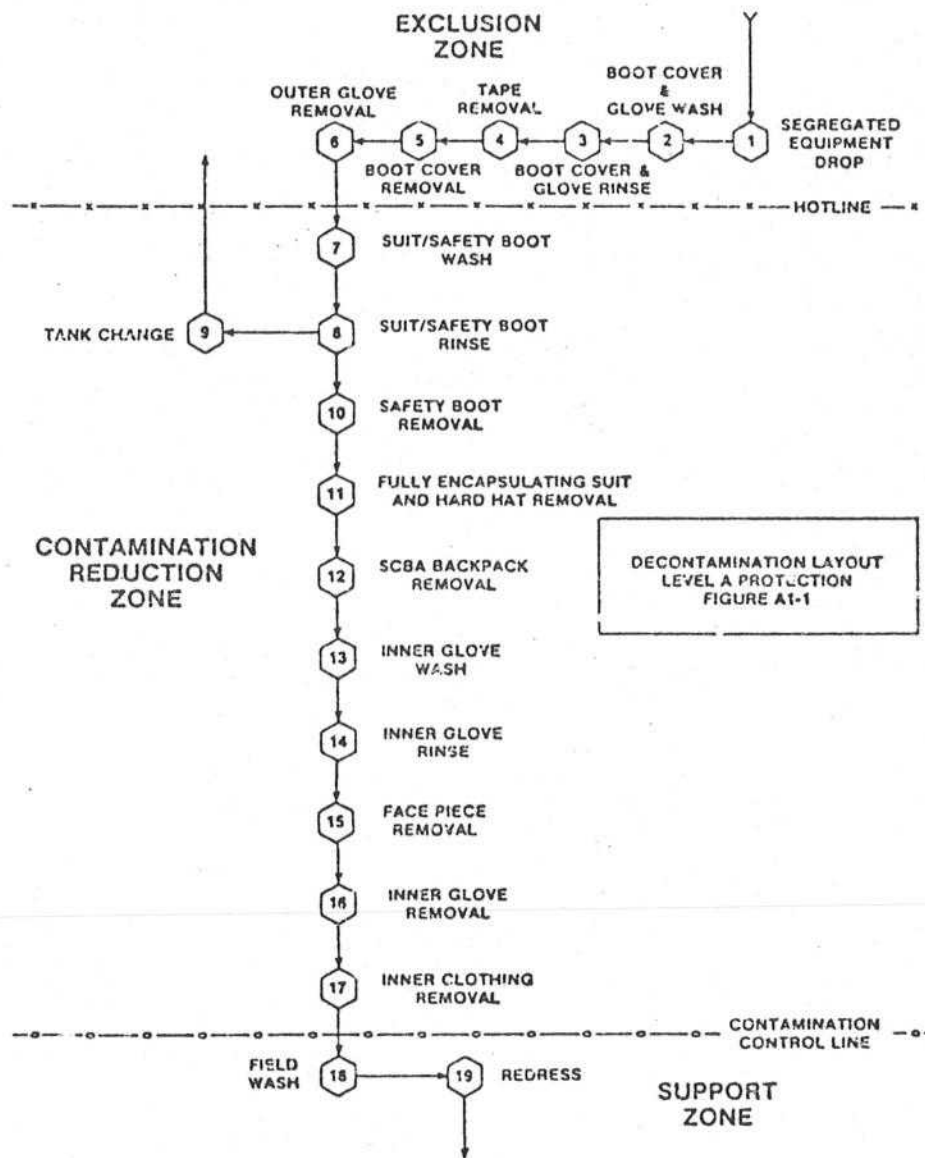 EXCLUSION
ZONE
BOOT COVER
&
GLOVE WASH
TAPE
REMOVAL
OUTER GLOVE
REMOVAL
6
5
4
3
2
1
SEGREGATED
EQUIPMENT
DROP
BOOT COVER
REMOVAL
BOOT COVER &
GLOVE RINSE
HOTLINE
7
SUIT/SAFETY BOOT
WASH
TANK CHANGE
9
8
SUIT/SAFETY BOOT
RINSE
10
SAFETY BOOT
REMOVAL
11
FULLY ENCAPSULATING SUIT
AND HARD HAT REMOVAL
CONTAMINATION
REDUCTION
ZONE
12
SCBA BACKPACK
REMOVAL
DECONTAMINATION LAYOUT
LEVEL A PROTECTION
FIGURE A1-1
13
INNER GLOVE
WASH
14
INNER GLOVE
RINSE
15
FACE PIECE
REMOVAL
16
INNER GLOVE
REMOVAL
17
INNER CLOTHING
REMOVAL
CONTAMINATION
CONTROL LINE
FIELD
WASH
18
19
REDRESS
SUPPORT
ZONE